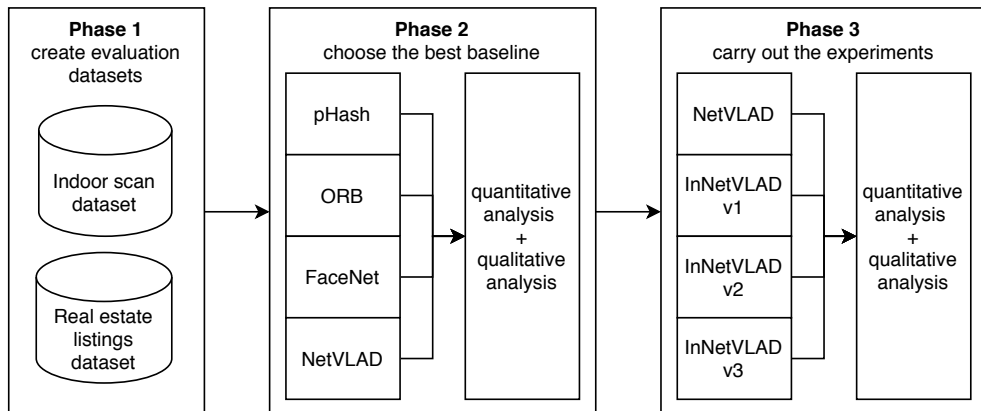 Phase 1
create evaluation
datasets
Indoor scan
dataset
Real estate
listings
dataset
Phase 2
choose the best baseline
pHash
ORB
FaceNet
NetVLAD
quantitative
analysis
+
qualitative
analysis
Phase 3
carry out the experiments
NetVLAD
InNetVLAD
v1
InNetVLAD
v2
InNetVLAD
v3
quantitative
analysis
+
qualitative
analysis